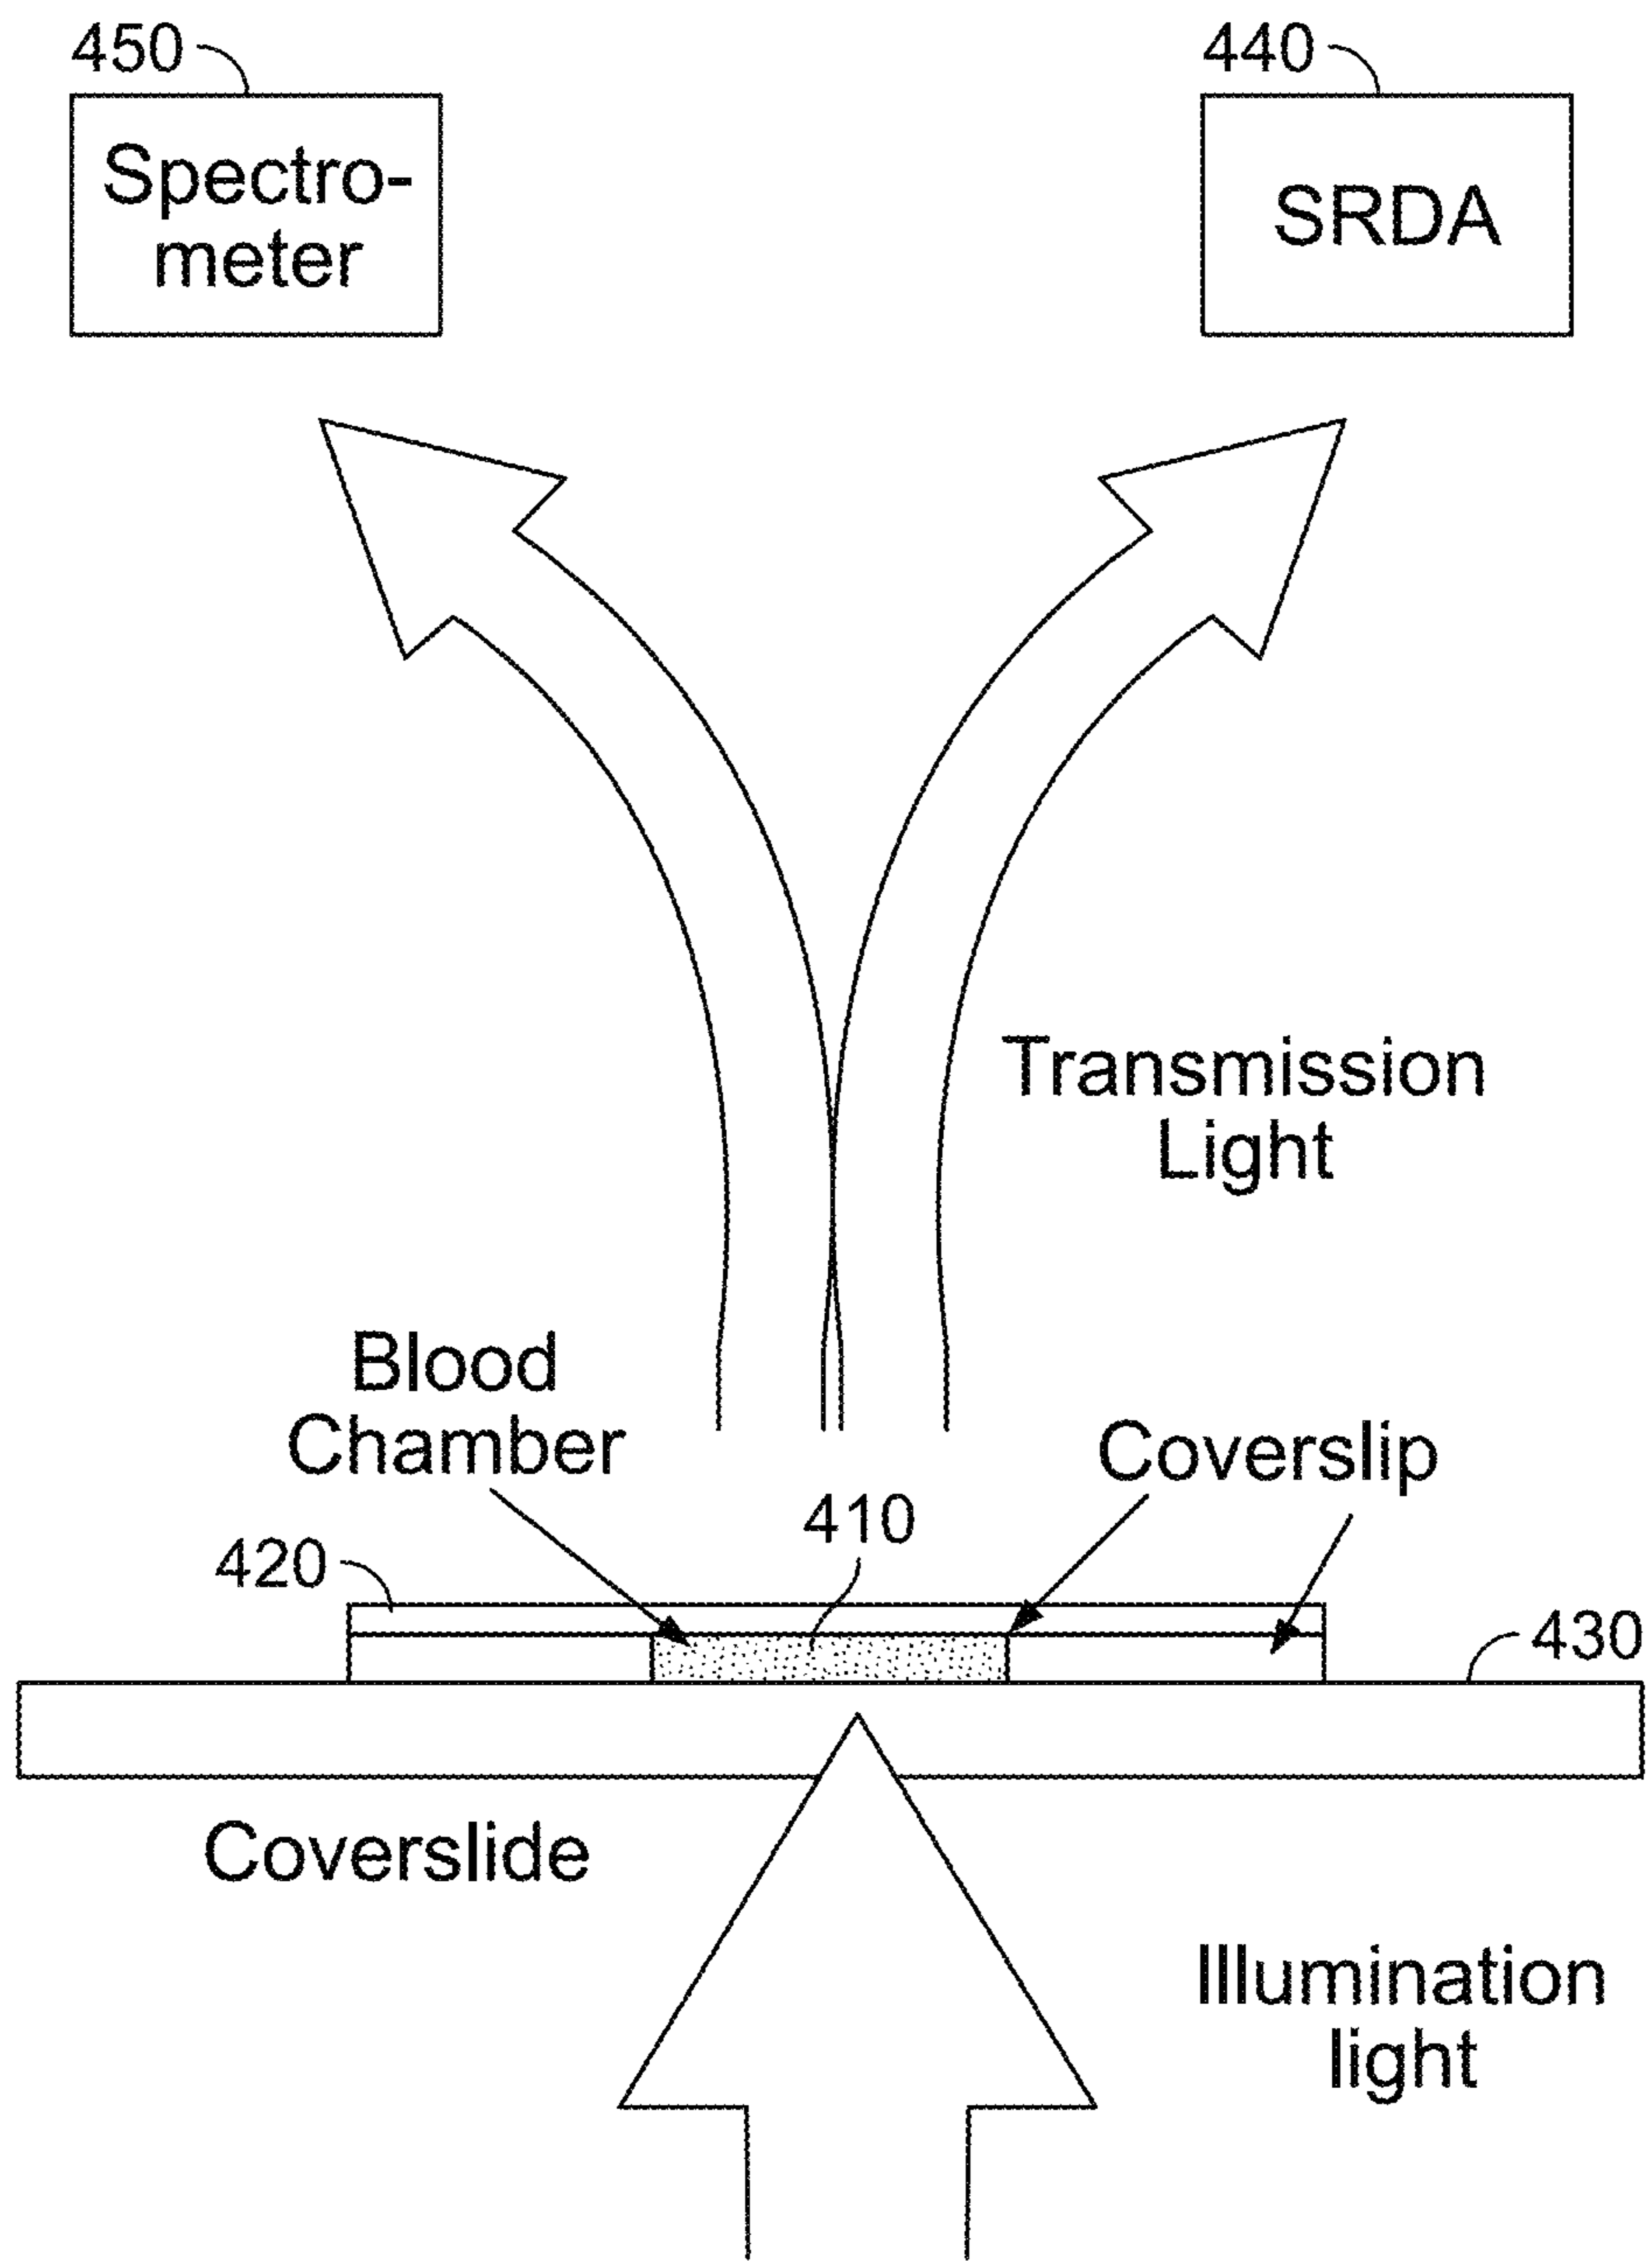 450
440
Spectro-
meter
SRDA
Transmission
Light
Blood
Chamber
Coverslip
410
420
430
Coverslide
Illumination
light